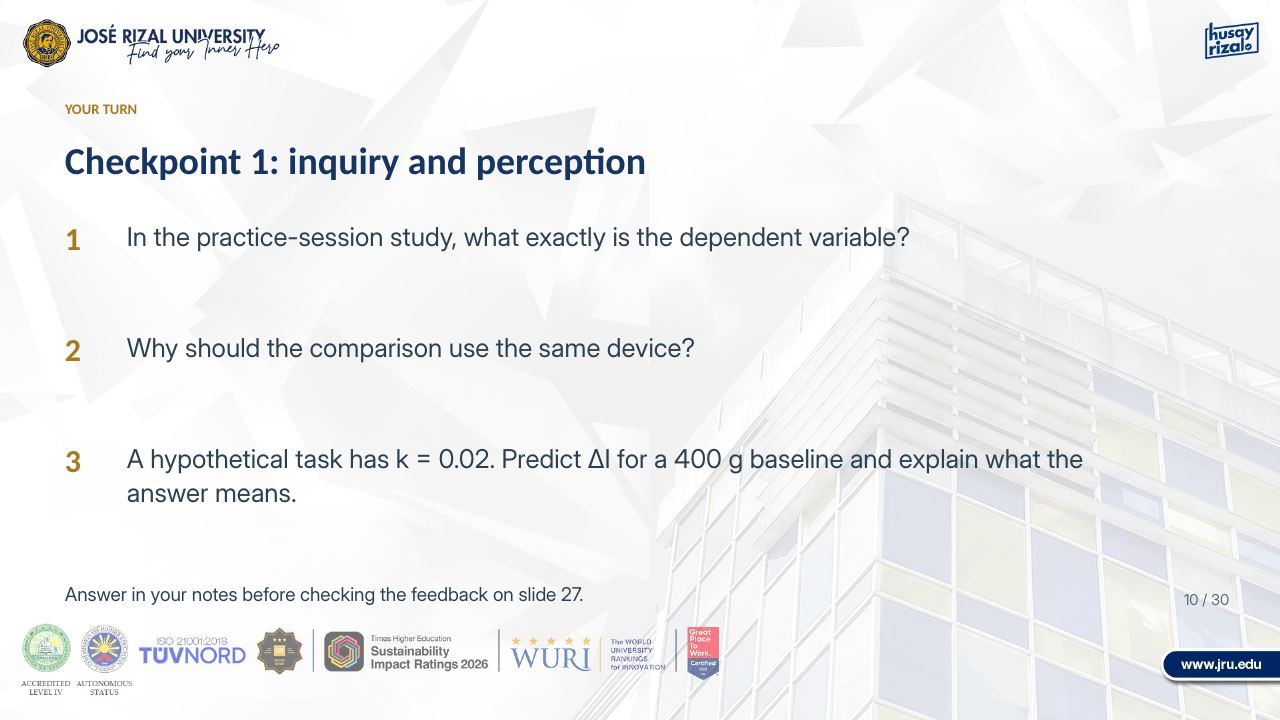 JOSÉ RIZAL UNIVERSITY
Find your Inner Hero
husay
rizal
YOUR TURN
Checkpoint 1: inquiry and perception
1 In the practice-session study, what exactly is the dependent variable?
2 Why should the comparison use the same device?
3 A hypothetical task has k = 0.02. Predict ΔI for a 400 g baseline and explain what the
answer means.
Answer in your notes before checking the feedback on slide 27.
10 / 30
ACCREDITED
LEVEL IV
AUTONOMOUS
STATUS
ISO 21001:2018
TÜVNORD
Times Higher Education
Sustainability
Impact Ratings 2026
WURI
The WORLD
UNIVERSITY
RANKINGS
for INNOVATION
Great
Place
To
Work.
Certified
www.jru.edu